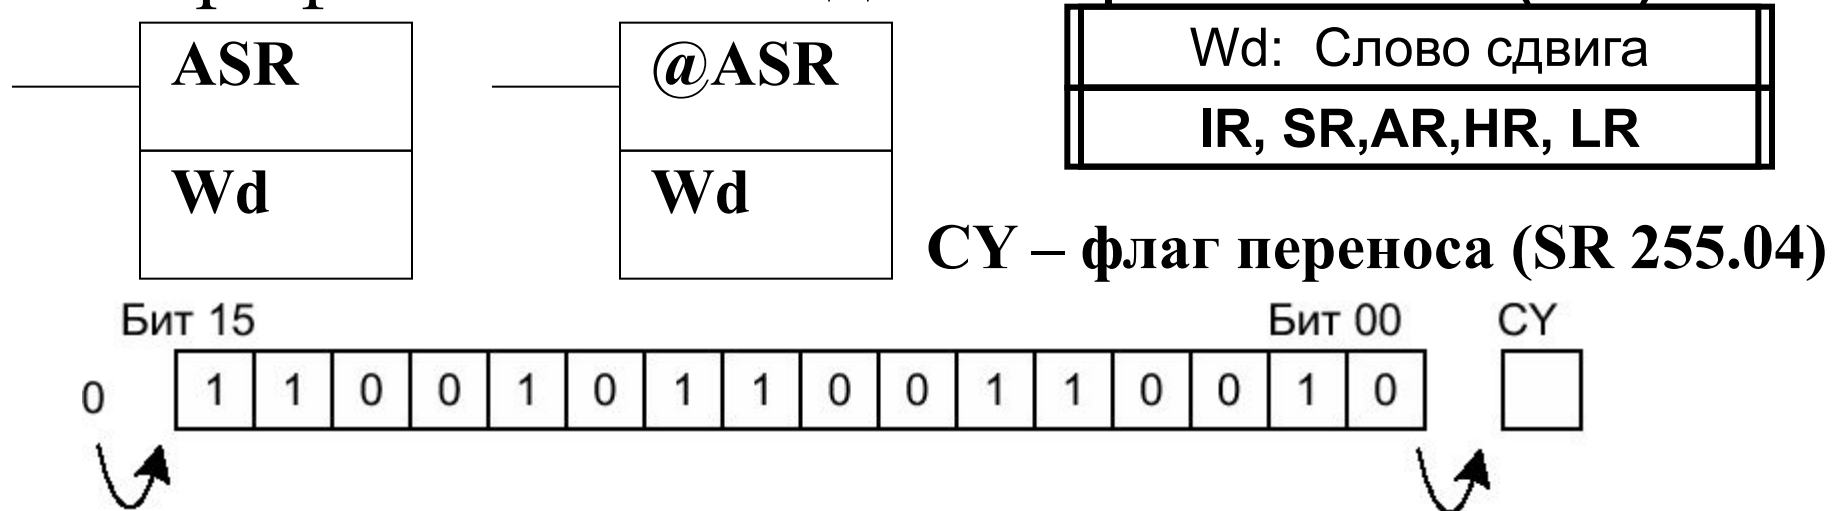 ASR @ASR Wd: Слово сдвига
IR, SR,AR,HR, LR
Wd Wd
CY – флаг переноса (SR 255.04)
Бит 15 Бит 00 CY
0 1 1 0 0 1 0 1 1 0 0 1 1 0 0 1 0